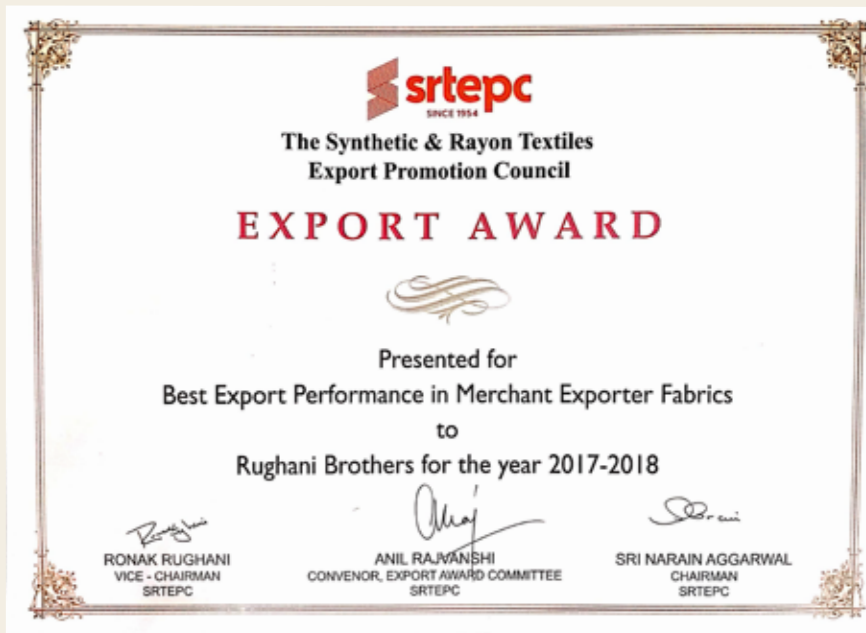 srtepc
SINCE 1954
The Synthetic & Rayon Textiles
Export Promotion Council
EXPORT AWARD
Presented for
Best Export Performance in Merchant Exporter Fabrics
to
Rughani Brothers for the year 2017-2018
RONAK RUGHANI
VICE - CHAIRMAN
SRTEPC
ANIL RAJVANSHI
CONVENOR, EXPORT AWARD COMMITTEE
SRTEPC
SRI NARAIN AGGARWAL
CHAIRMAN
SRTEPC